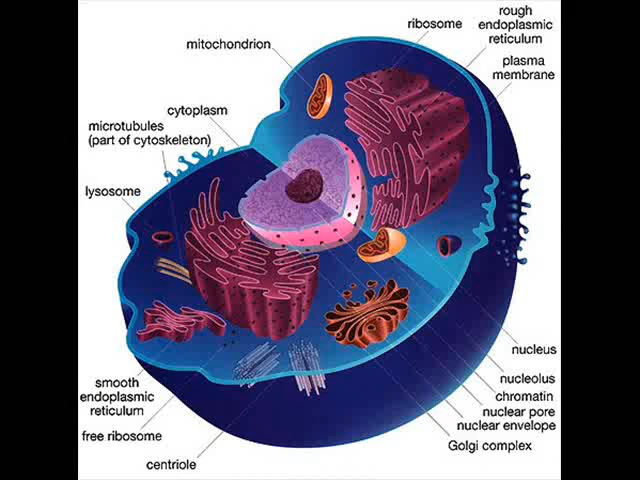 ribosome
rough
endoplasmic
reticulum
mitochondrion
plasma
membrane
cytoplasm
microtubules
(part of cytoskeleton)
lysosome
nucleus
nucleolus
chromatin
nuclear pore
nuclear envelope
Golgi complex
smooth
endoplasmic
reticulum
free ribosome
centriole